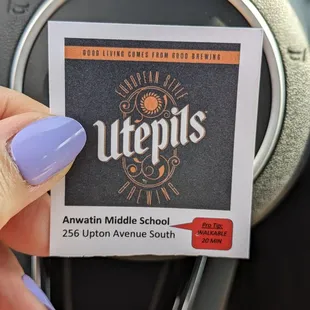 GOOD LIVING COMES FROM GOOD BREWING
EUROPEAN STYLE
Utepils
BREWING
Anwatin Middle School
256 Upton Avenue South
Pro Tip:
WALKABLE
20 MIN